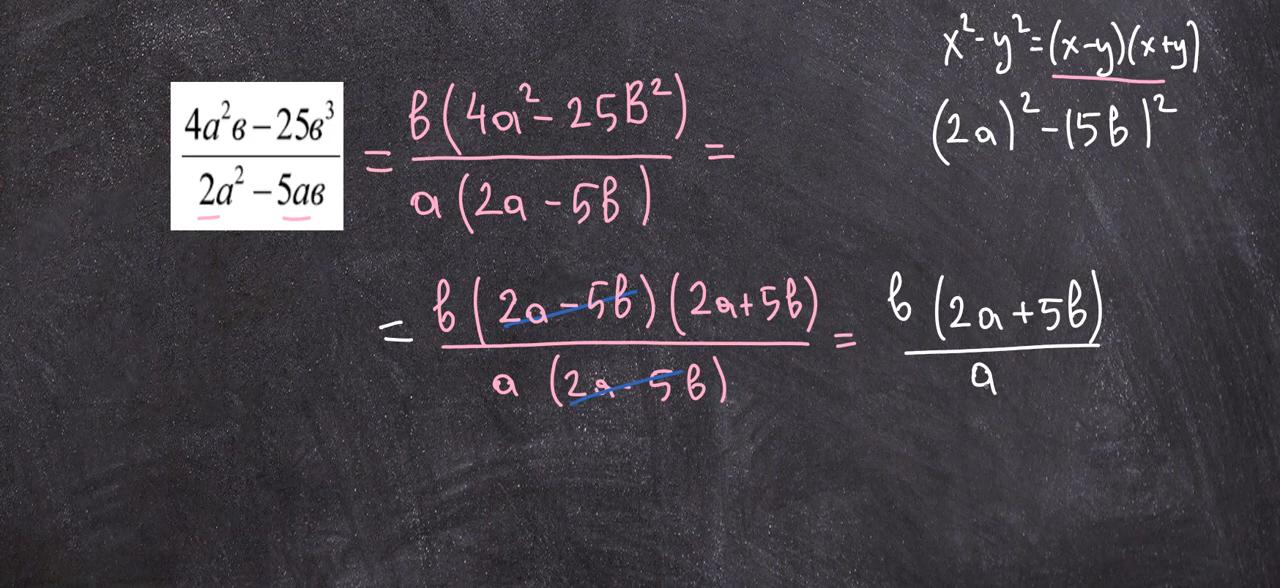 x² - y² = (x-y)(x+y)
(2a)² - (5в)²
4a²в – 25в³ / 2a² – 5aв = в(4a² - 25в²) / a(2a - 5в) =
= в(2a - 5в)(2a + 5в) / a(2a - 5в) = в(2a + 5в) / a